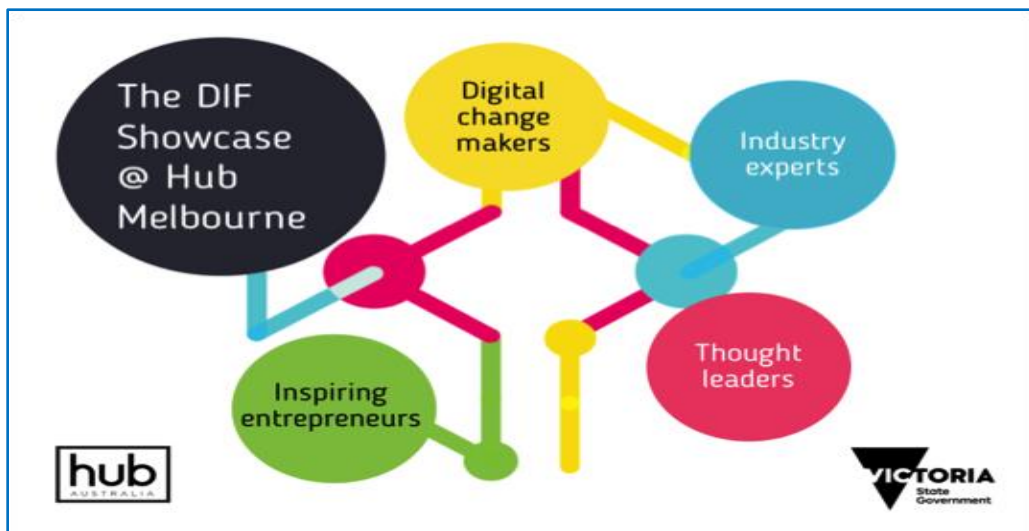 The DIF
Showcase
@ Hub
Melbourne
Digital
change
makers
Industry
experts
Inspiring
entrepreneurs
Thought
leaders
hub
AUSTRALIA
VICTORIA
State
Government